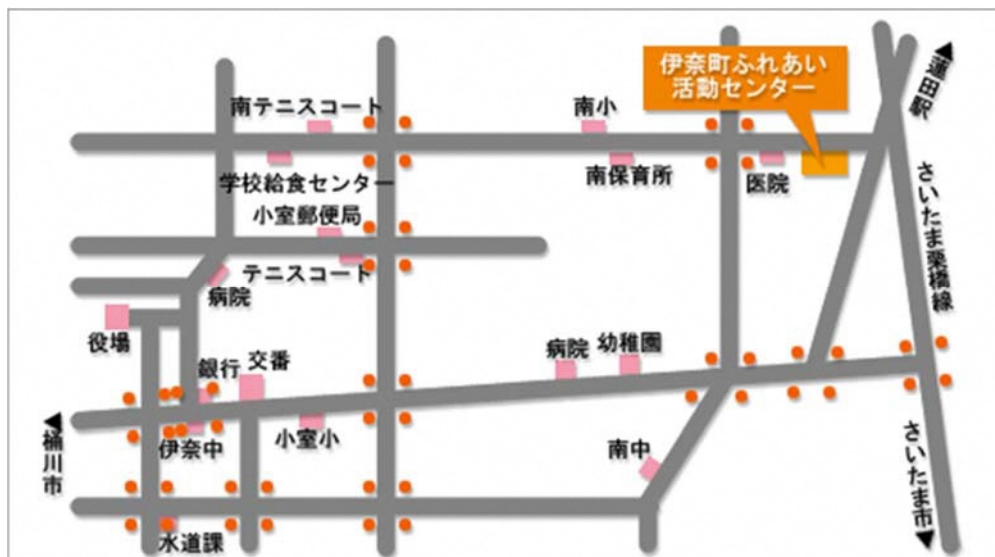 伊奈町ふれあい
活動センター
▲蓮田駅
南テニスコート
南小
学校給食センター
南保育所
医院
小室郵便局
さいたま栗橋線
テニスコート
病院
役場
銀行
交番
病院
幼稚園
◀桶川市
伊奈中
小室小
南中
さいたま市▶
水道課